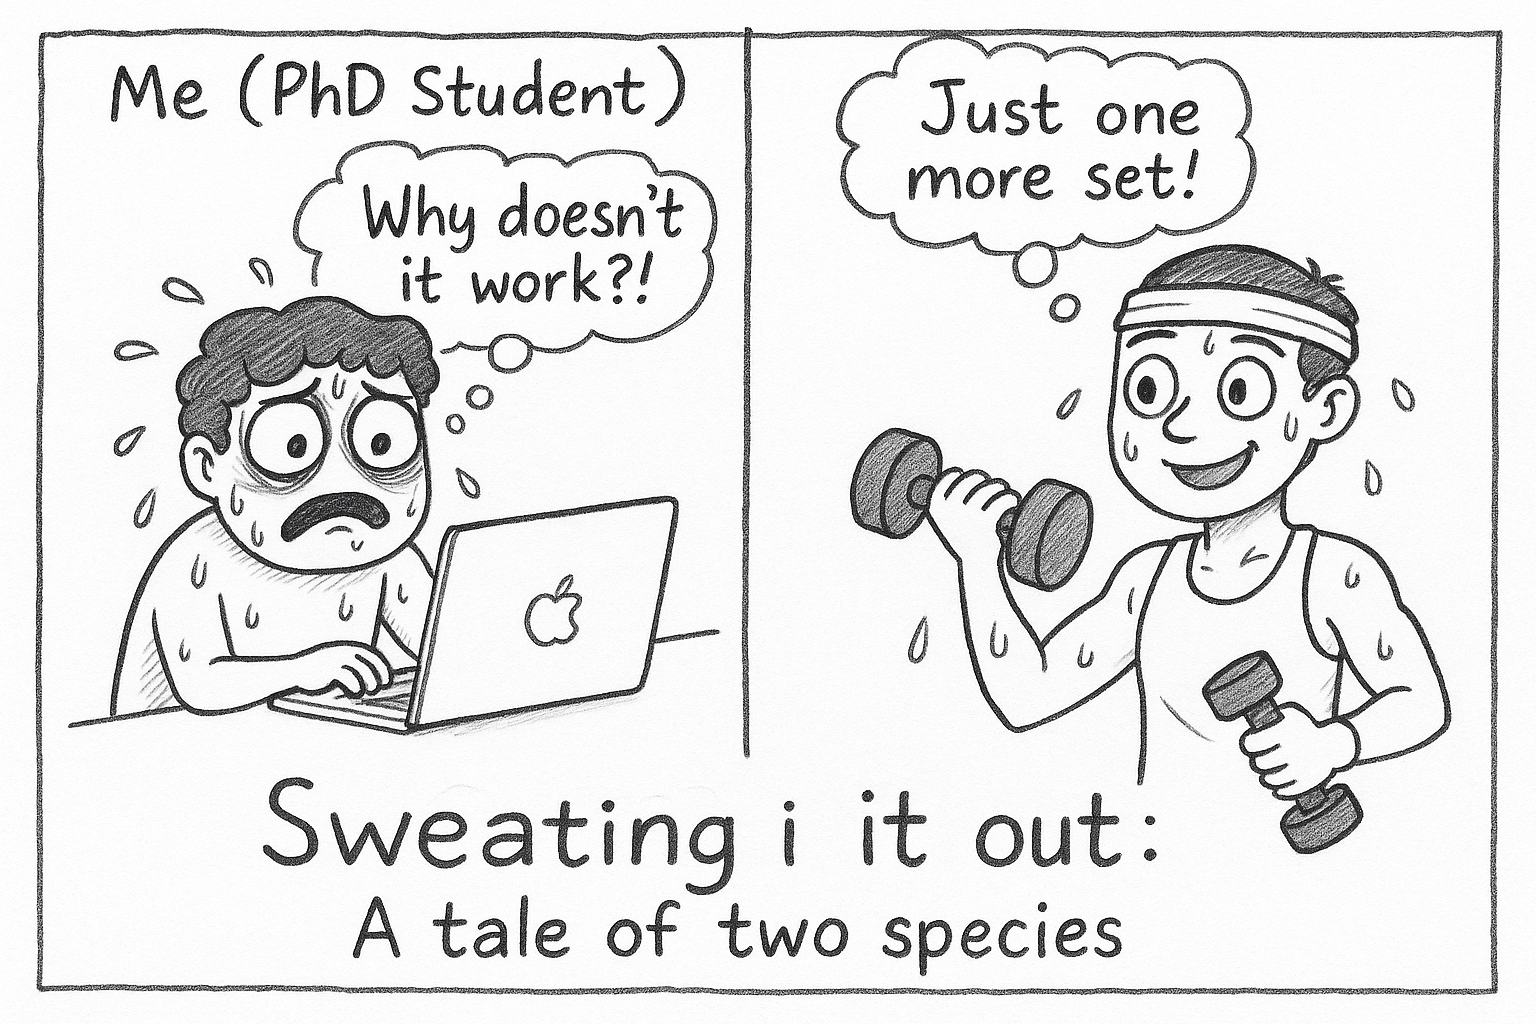 Me (PhD Student)
Why doesn't
it work?!
Just one
more set!
Sweating i it out:
A tale of two species